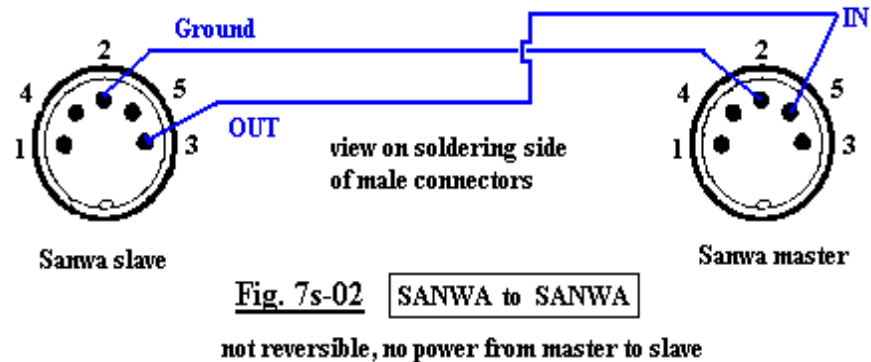 Ground
IN
2
2
4
5
4
5
OUT
1
3
1
3
view on soldering side
of male connectors
Sanwa slave
Sanwa master
Fig. 7s-02
SANWA to SANWA
not reversible, no power from master to slave